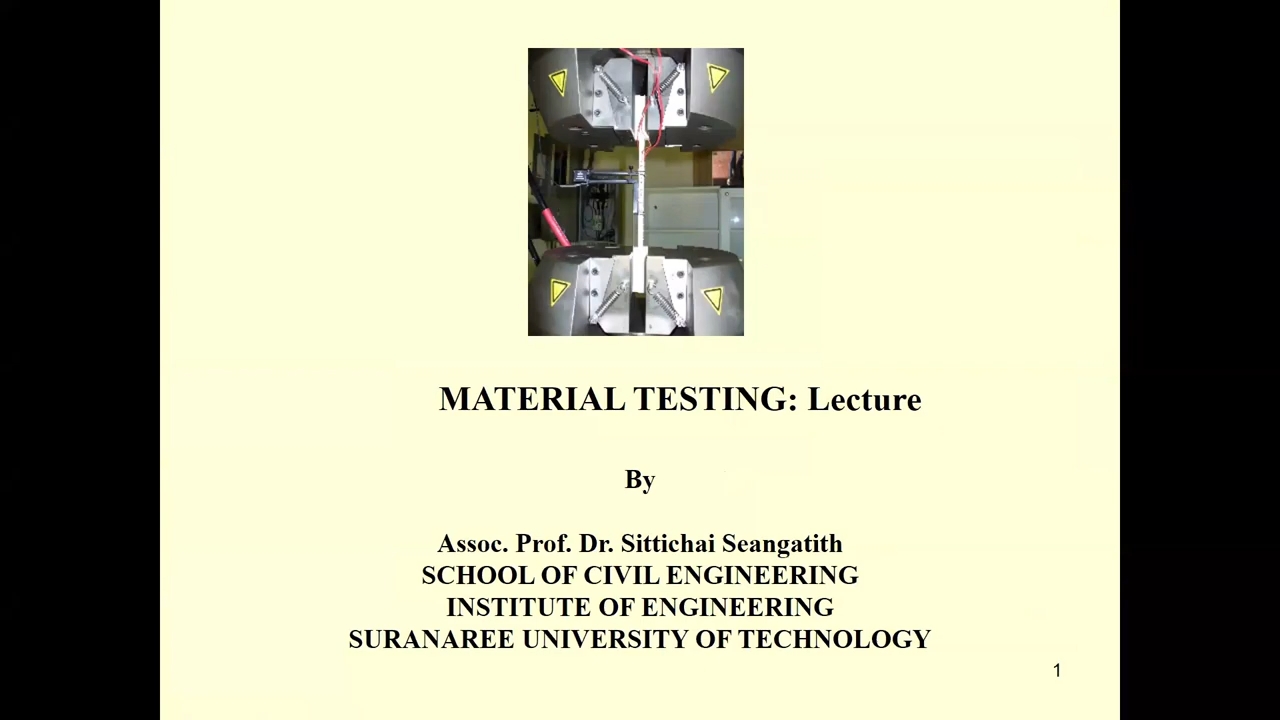 MATERIAL TESTING: Lecture
By
Assoc. Prof. Dr. Sittichai Seangatith
SCHOOL OF CIVIL ENGINEERING
INSTITUTE OF ENGINEERING
SURANAREE UNIVERSITY OF TECHNOLOGY
1